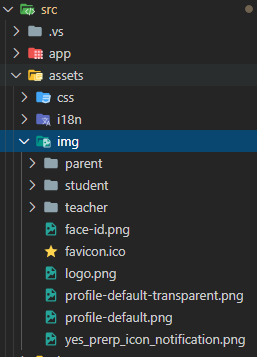 src
.vs
app
assets
css
i18n
img
parent
student
teacher
face-id.png
favicon.ico
logo.png
profile-default-transparent.png
profile-default.png
yes_prerp_icon_notification.png